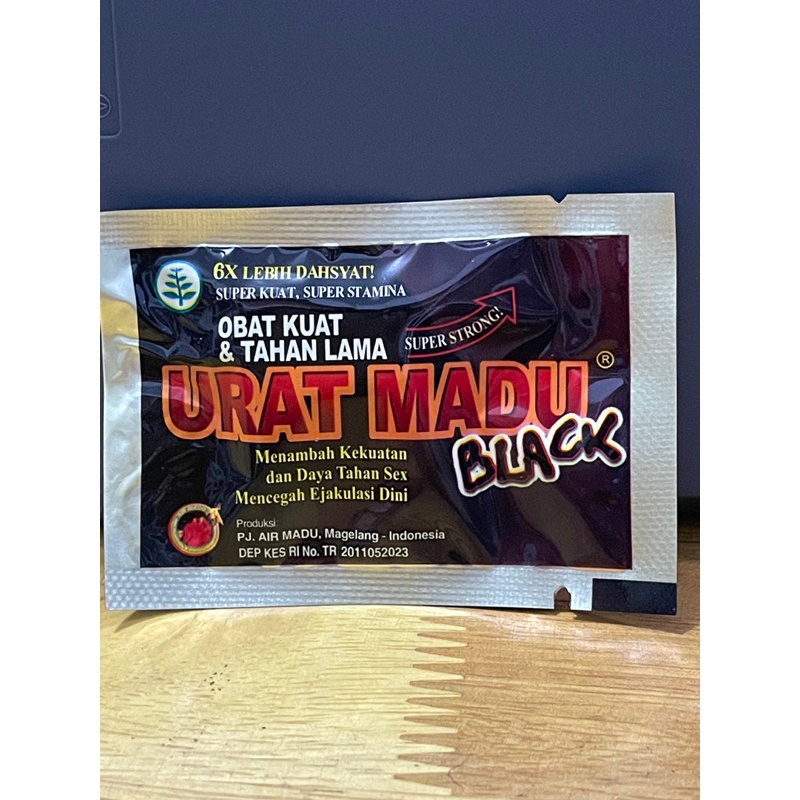 6X LEBIH DAHSYAT!
SUPER KUAT, SUPER STAMINA
OBAT KUAT
& TAHAN LAMA
SUPER STRONG!
URAT MADU ®
BLACK
Menambah Kekuatan
dan Daya Tahan Sex
Mencegah Ejakulasi Dini
Produksi:
PJ. AIR MADU, Magelang - Indonesia
DEP KES RI No. TR 2011052023